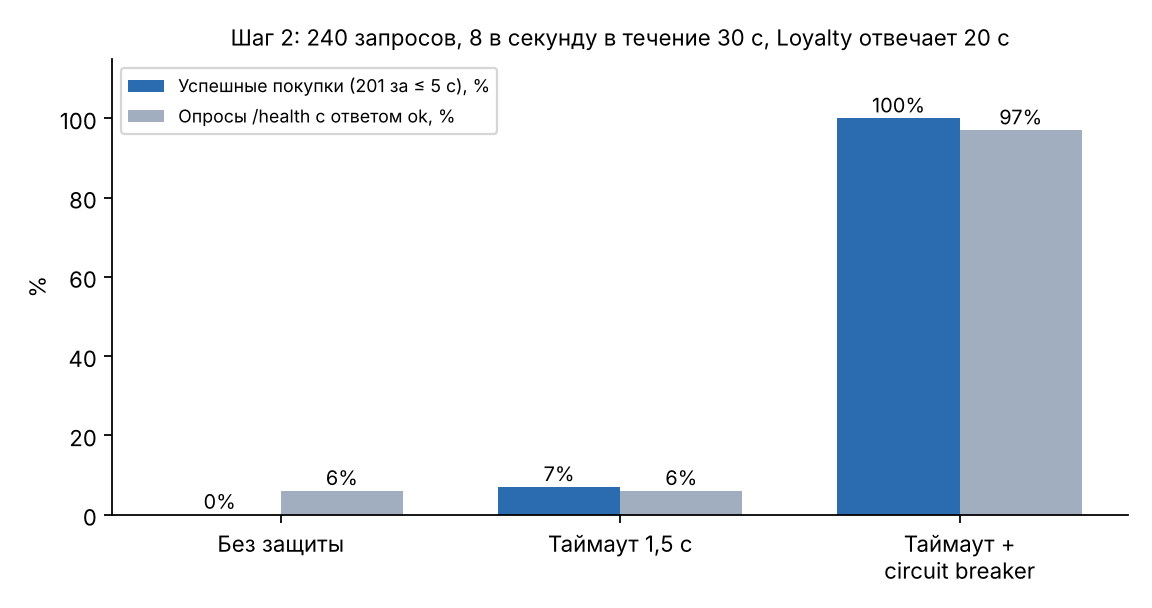 Шаг 2: 240 запросов, 8 в секунду в течение 30 с, Loyalty отвечает 20 с
Успешные покупки (201 за ≤ 5 с), %
Опросы /health с ответом ok, %
%
100
80
60
40
20
0
0%
6%
7%
6%
100%
97%
Без защиты
Таймаут 1,5 с
Таймаут +
circuit breaker